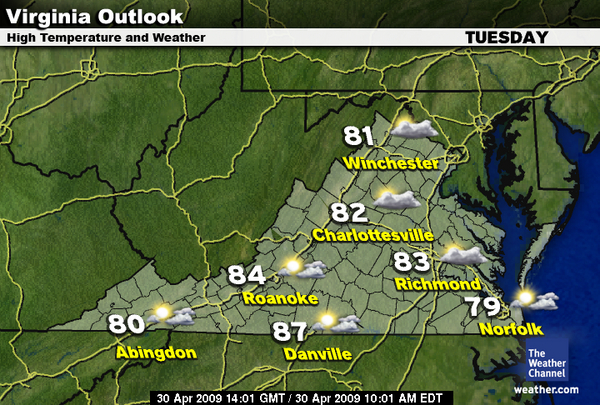 Virginia Outlook
High Temperature and Weather
TUESDAY
81
Winchester
82
Charlottesville
83
Richmond
84
Roanoke
79
Norfolk
80
Abingdon
87
Danville
The
Weather
Channel
weather.com
30 Apr 2009 14:01 GMT / 30 Apr 2009 10:01 AM EDT